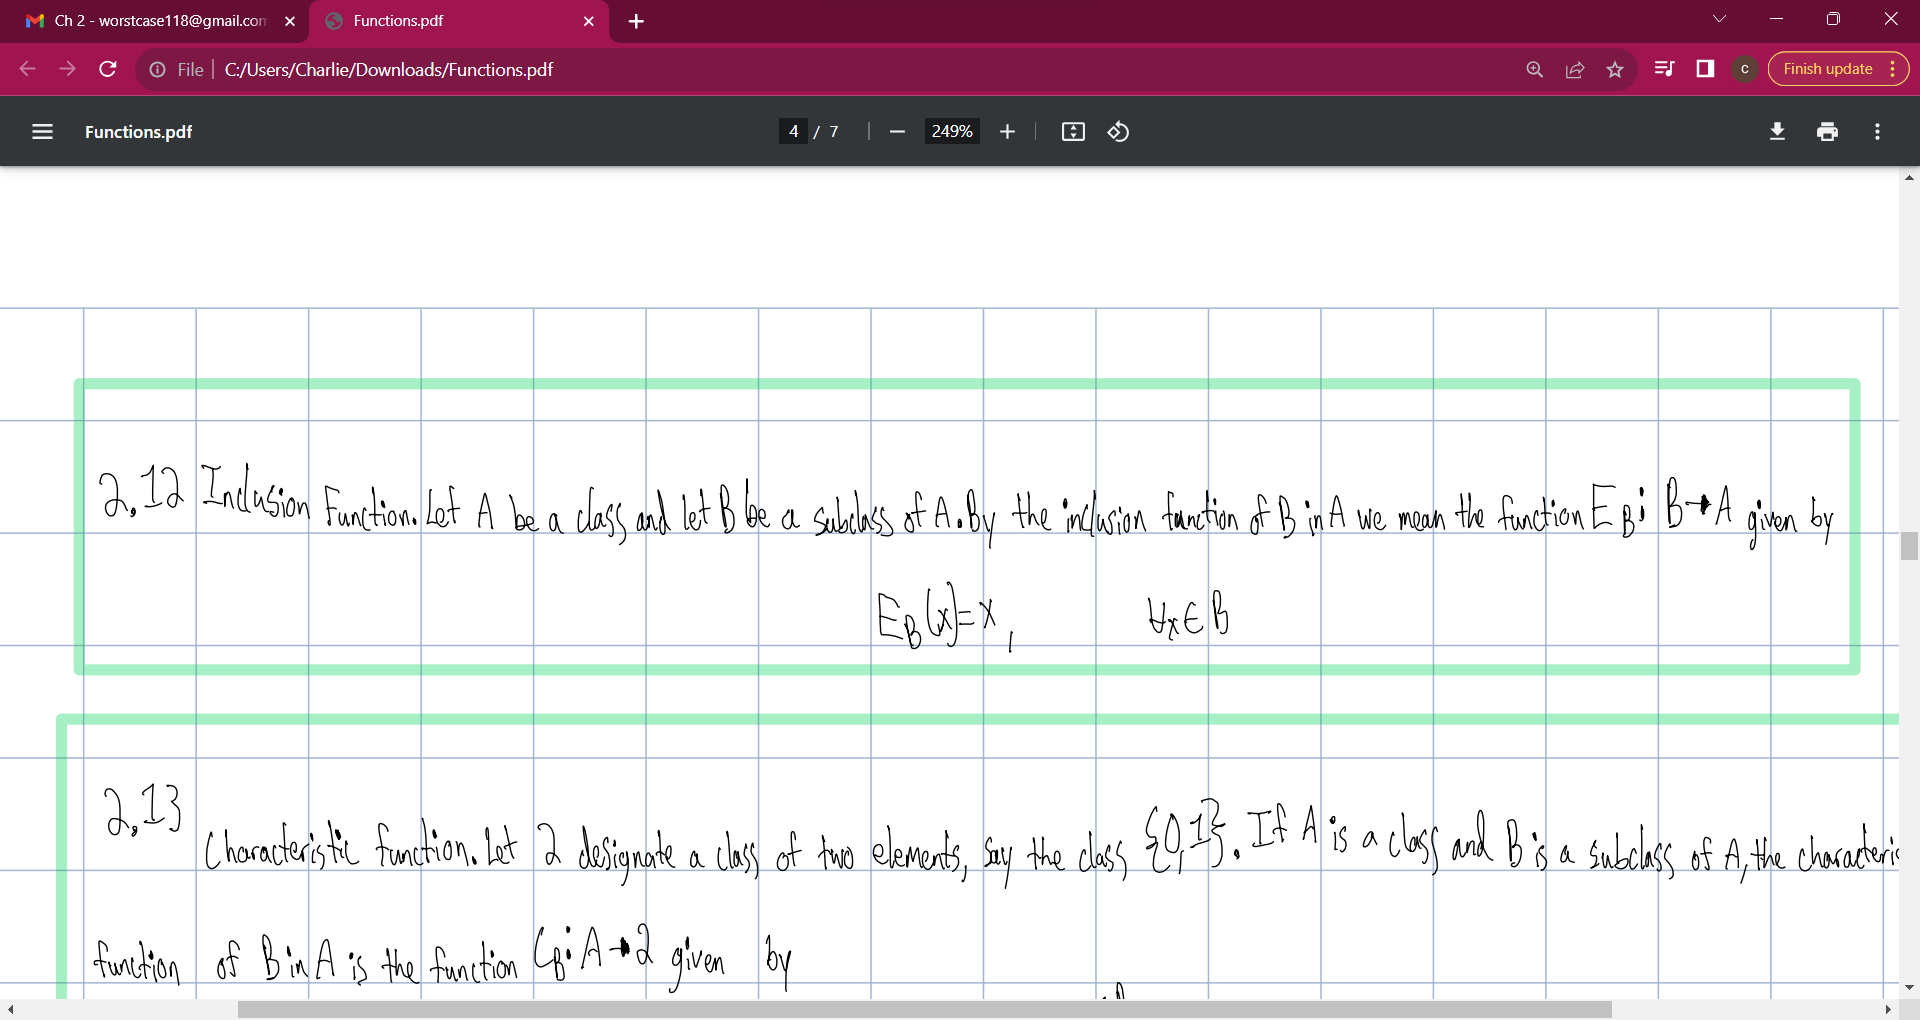 Ch 2 - worstcase118@gmail.com
Functions.pdf
File
C:/Users/Charlie/Downloads/Functions.pdf
C
Finish update
Functions.pdf
4 / 7
249%
2.12 Inclusion Function. Let A be a class and let B be a subclass of A. By the inclusion function of B in A we mean the function E_B: B→A given by
E_B(x)=x, ∀x∈B
2.13
Characteristic function. Let 2 designate a class of two elements, say the class {0,1}. If A is a class and B is a subclass of A, the characteris
function of B in A is the function C_B: A→2 given by